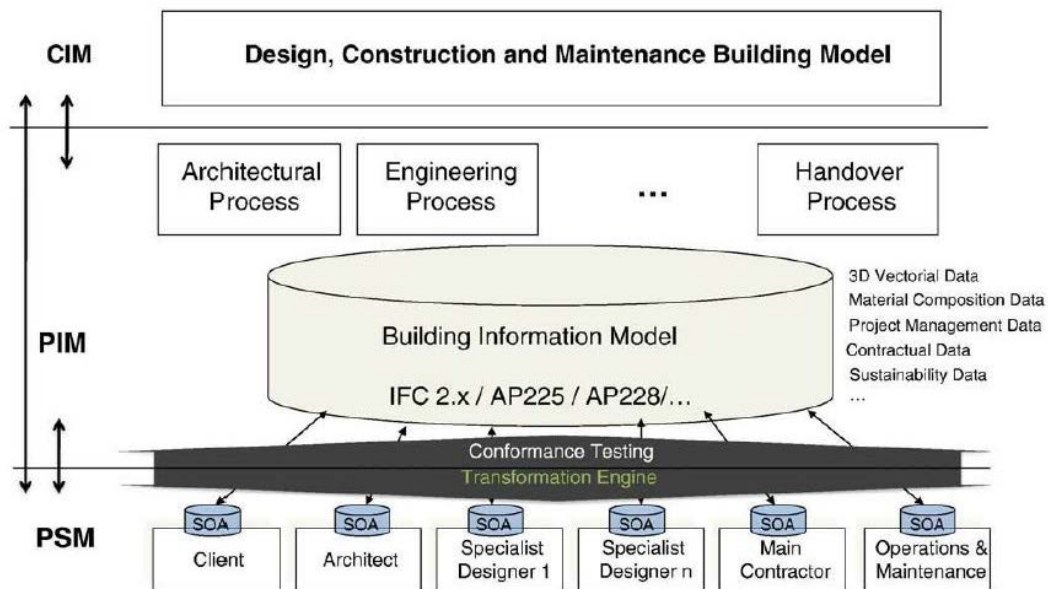 CIM
Design, Construction and Maintenance Building Model
Architectural
Process
Engineering
Process
...
Handover
Process
PIM
Building Information Model
IFC 2.x / AP225 / AP228/...
3D Vectorial Data
Material Composition Data
Project Management Data
Contractual Data
Sustainability Data
...
Conformance Testing
Transformation Engine
PSM
SOA
Client
SOA
Architect
SOA
Specialist
Designer 1
SOA
Specialist
Designer n
SOA
Main
Contractor
SOA
Operations &
Maintenance